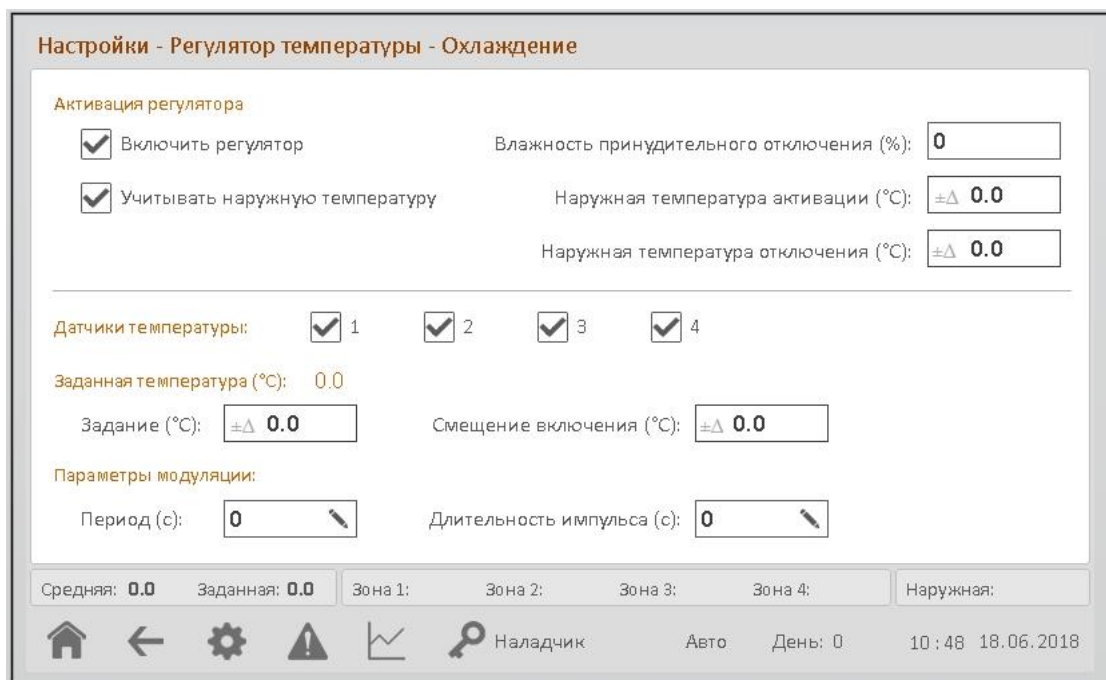 Настройки - Регулятор температуры - Охлаждение
Активация регулятора
Включить регулятор Влажность принудительного отключения (%): 0
Учитывать наружную температуру Наружная температура активации (°C): ±Δ 0.0
Наружная температура отключения (°C): ±Δ 0.0
Датчики температуры: 1 2 3 4
Заданная температура (°C): 0.0
Задание (°C): ±Δ 0.0 Смещение включения (°C): ±Δ 0.0
Параметры модуляции:
Период (с): 0 Длительность импульса (с): 0
Средняя: 0.0 Заданная: 0.0 Зона 1: Зона 2: Зона 3: Зона 4: Наружная:
Наладчик Авто День: 0 10 : 48 18.06.2018